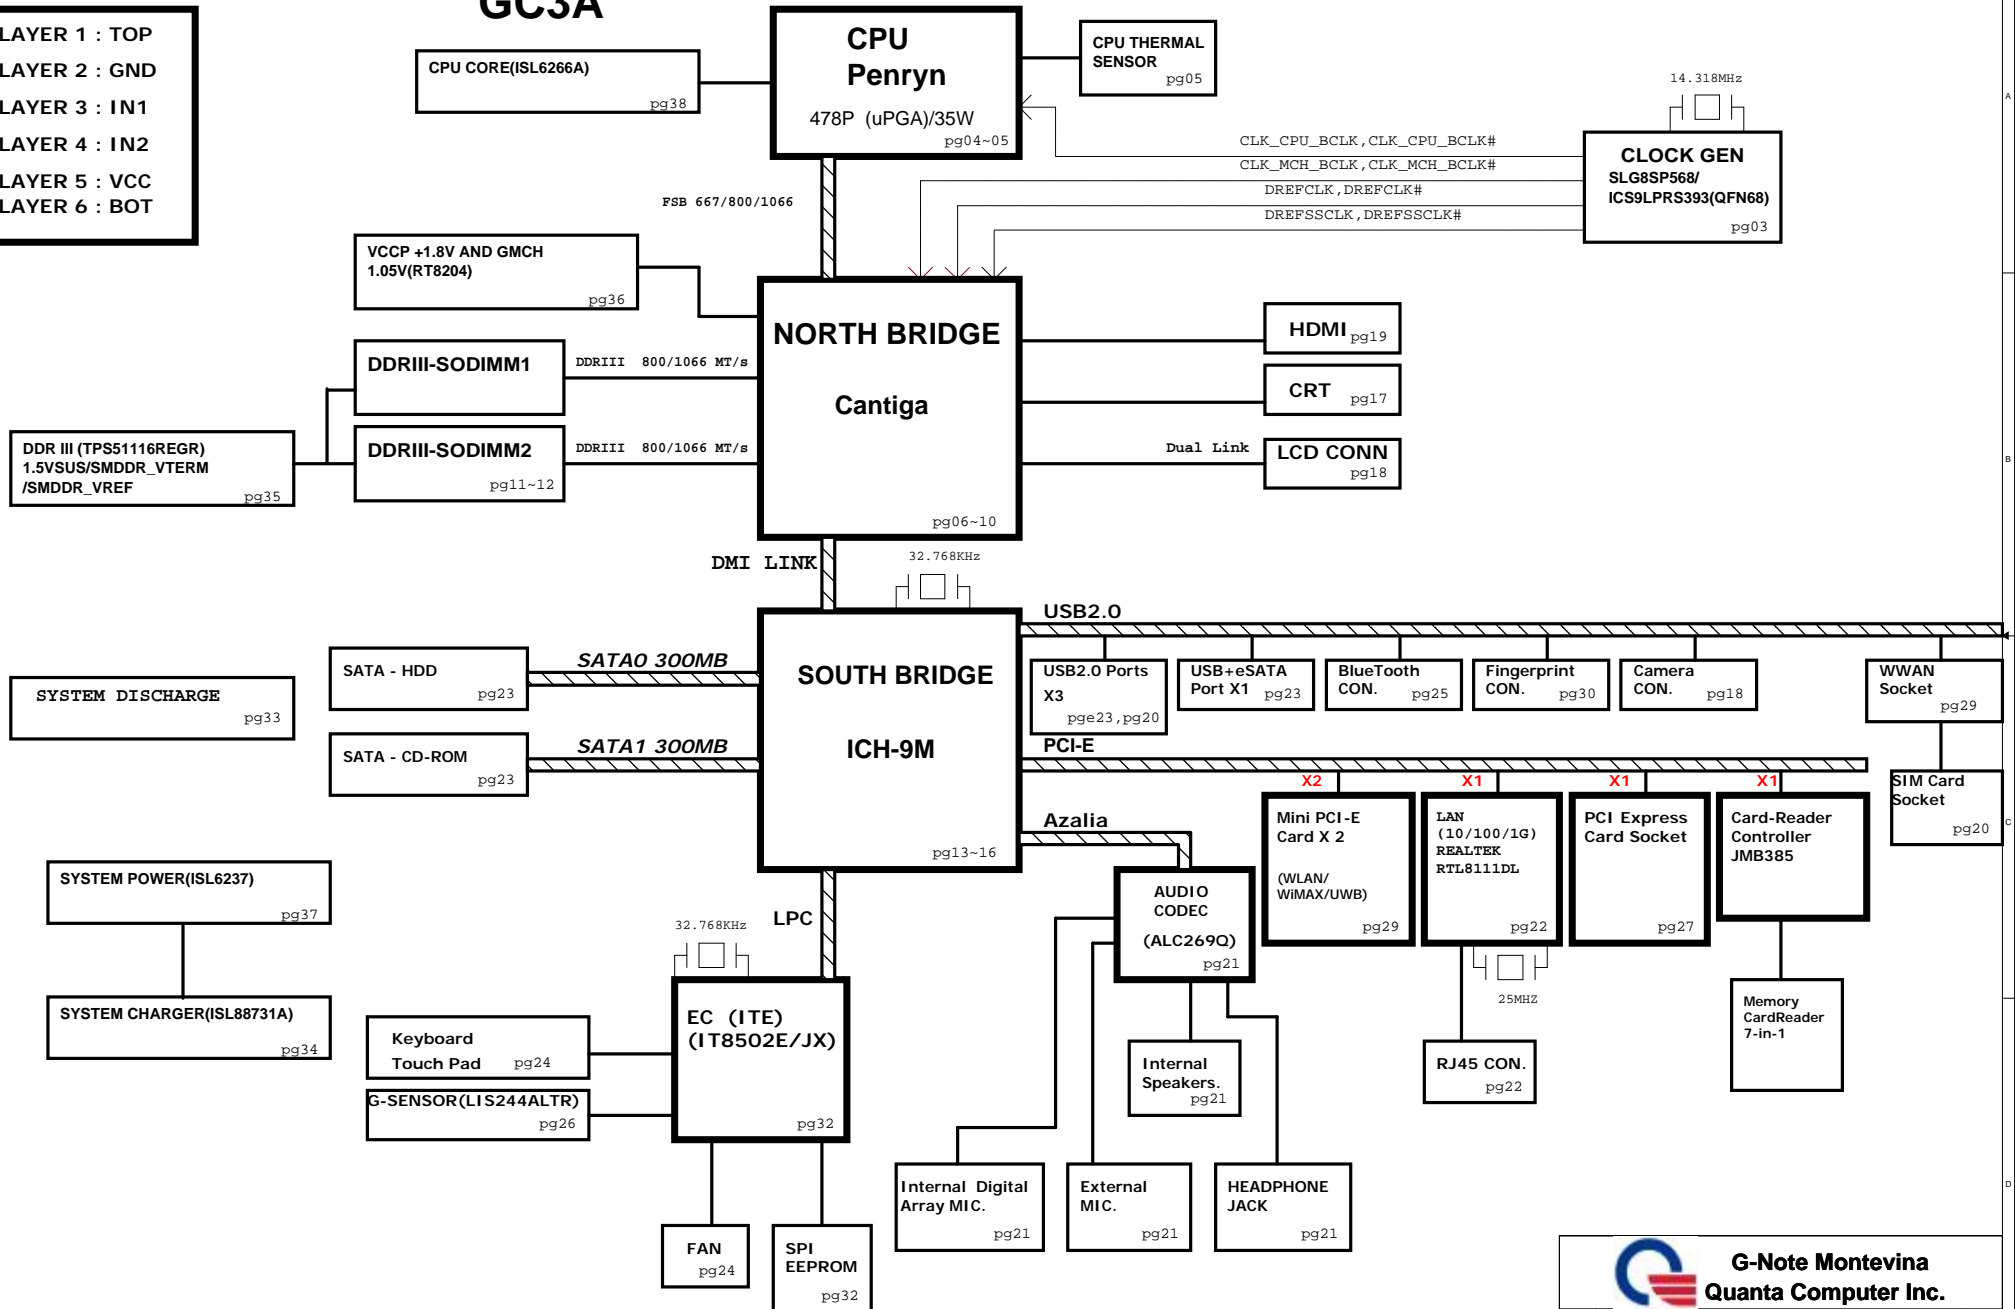 GC3A
LAYER 1 : TOP
LAYER 2 : GND
LAYER 3 : IN1
LAYER 4 : IN2
LAYER 5 : VCC
LAYER 6 : BOT
CPU CORE(ISL6266A)
pg38
CPU
Penryn
478P (uPGA)/35W
pg04~05
CPU THERMAL
SENSOR
pg05
14.318MHz
CLOCK GEN
SLG8SP568/
ICS9LPRS393(QFN68)
pg03
CLK_CPU_BCLK,CLK_CPU_BCLK#
CLK_MCH_BCLK,CLK_MCH_BCLK#
DREFCLK,DREFCLK#
DREFSSCLK,DREFSSCLK#
FSB 667/800/1066
VCCP +1.8V AND GMCH
1.05V(RT8204)
pg36
NORTH BRIDGE
Cantiga
pg06~10
DDRIII-SODIMM1
DDRIII 800/1066 MT/s
DDRIII-SODIMM2
pg11~12
DDRIII 800/1066 MT/s
DDR III (TPS51116REGR)
1.5VSUS/SMDDR_VTERM
/SMDDR_VREF
pg35
HDMI pg19
CRT pg17
Dual Link
LCD CONN
pg18
DMI LINK
32.768KHz
SOUTH BRIDGE
ICH-9M
pg13~16
SYSTEM DISCHARGE
pg33
SATA - HDD
pg23
SATA0 300MB
SATA - CD-ROM
pg23
SATA1 300MB
USB2.0
USB2.0 Ports
X3
pge23,pg20
USB+eSATA
Port X1 pg23
BlueTooth
CON. pg25
Fingerprint
CON. pg30
Camera
CON. pg18
WWAN
Socket
pg29
SIM Card
Socket
pg20
PCI-E
X2
X1
X1
X1
Mini PCI-E
Card X 2
(WLAN/
WiMAX/UWB)
pg29
LAN
(10/100/1G)
REALTEK
RTL8111DL
pg22
PCI Express
Card Socket
pg27
Card-Reader
Controller
JMB385
Azalia
AUDIO
CODEC
(ALC269Q)
pg21
25MHZ
RJ45 CON.
pg22
Memory
CardReader
7-in-1
SYSTEM POWER(ISL6237)
pg37
SYSTEM CHARGER(ISL88731A)
pg34
LPC
32.768KHz
EC (ITE)
(IT8502E/JX)
pg32
Keyboard
Touch Pad pg24
G-SENSOR(LIS244ALTR)
pg26
FAN
pg24
SPI
EEPROM
pg32
Internal
Speakers.
pg21
Internal Digital
Array MIC.
pg21
External
MIC.
pg21
HEADPHONE
JACK
pg21
A
B
C
D
G-Note Montevina
Quanta Computer Inc.